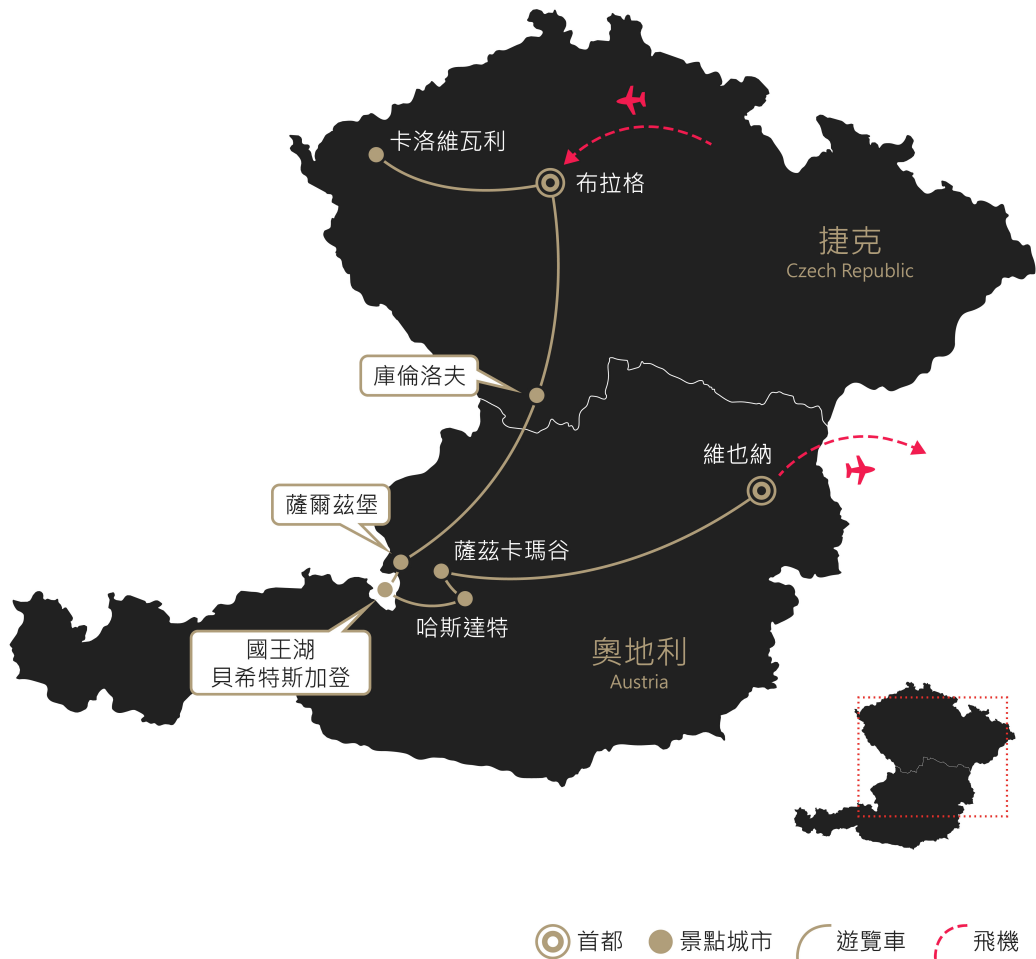 卡洛維瓦利
布拉格
捷克
Czech Republic
庫倫洛夫
維也納
薩爾茲堡
薩茲卡瑪谷
哈斯達特
國王湖
貝希特斯加登
奧地利
Austria
首都
景點城市
遊覽車
飛機